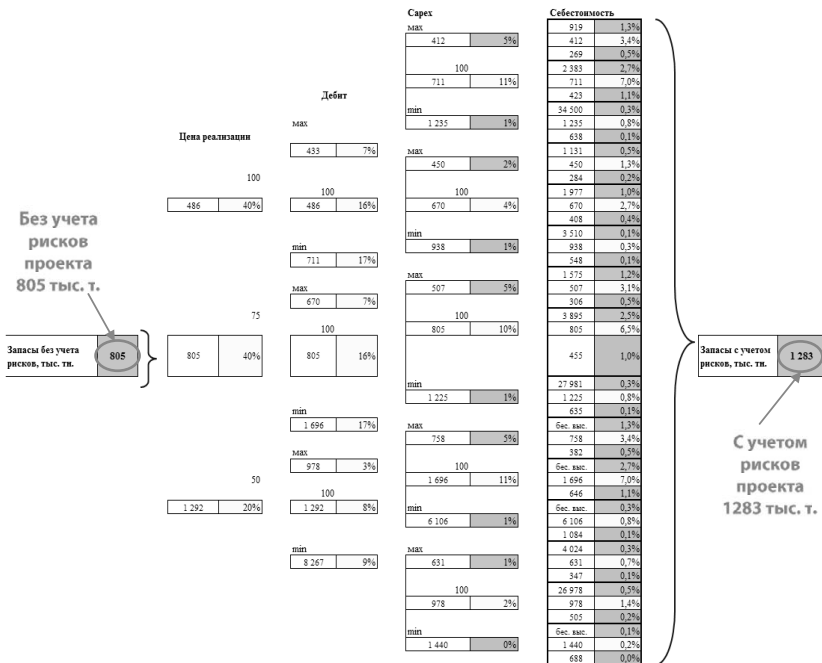 Без учета
рисков
проекта
805 тыс. т.
Запасы без учета
рисков, тыс. тн.
805
Цена реализации
100
486 40%
75
805 40%
50
1 292 20%
Дебит
max
433 7%
100
486 16%
min
711 17%
max
670 7%
100
805 16%
min
1 696 17%
max
978 3%
100
1 292 8%
min
8 267 9%
Capex
max
412 5%
100
711 11%
min
1 235 1%
max
450 2%
100
670 4%
min
938 1%
max
507 5%
100
805 10%
min
1 225 1%
max
758 5%
100
1 696 11%
min
6 106 1%
max
631 1%
100
978 2%
min
1 440 0%
Себестоимость
919 1,3%
412 3,4%
269 0,5%
2 383 2,7%
711 7,0%
423 1,1%
34 500 0,3%
1 235 0,8%
638 0,1%
1 131 0,5%
450 1,3%
284 0,2%
1 977 1,0%
670 2,7%
408 0,4%
3 510 0,1%
938 0,3%
548 0,1%
1 575 1,2%
507 3,1%
306 0,5%
3 895 2,5%
805 6,5%
455 1,0%
27 981 0,3%
1 225 0,8%
635 0,1%
бес. выс. 1,3%
758 3,4%
382 0,5%
бес. выс. 2,7%
1 696 7,0%
646 1,1%
бес. выс. 0,3%
6 106 0,8%
1 084 0,1%
4 024 0,3%
631 0,7%
347 0,1%
26 978 0,5%
978 1,4%
505 0,2%
бес. выс. 0,1%
1 440 0,2%
688 0,0%
Запасы с учетом
рисков, тыс. тн.
1 283
С учетом
рисков
проекта
1283 тыс. т.